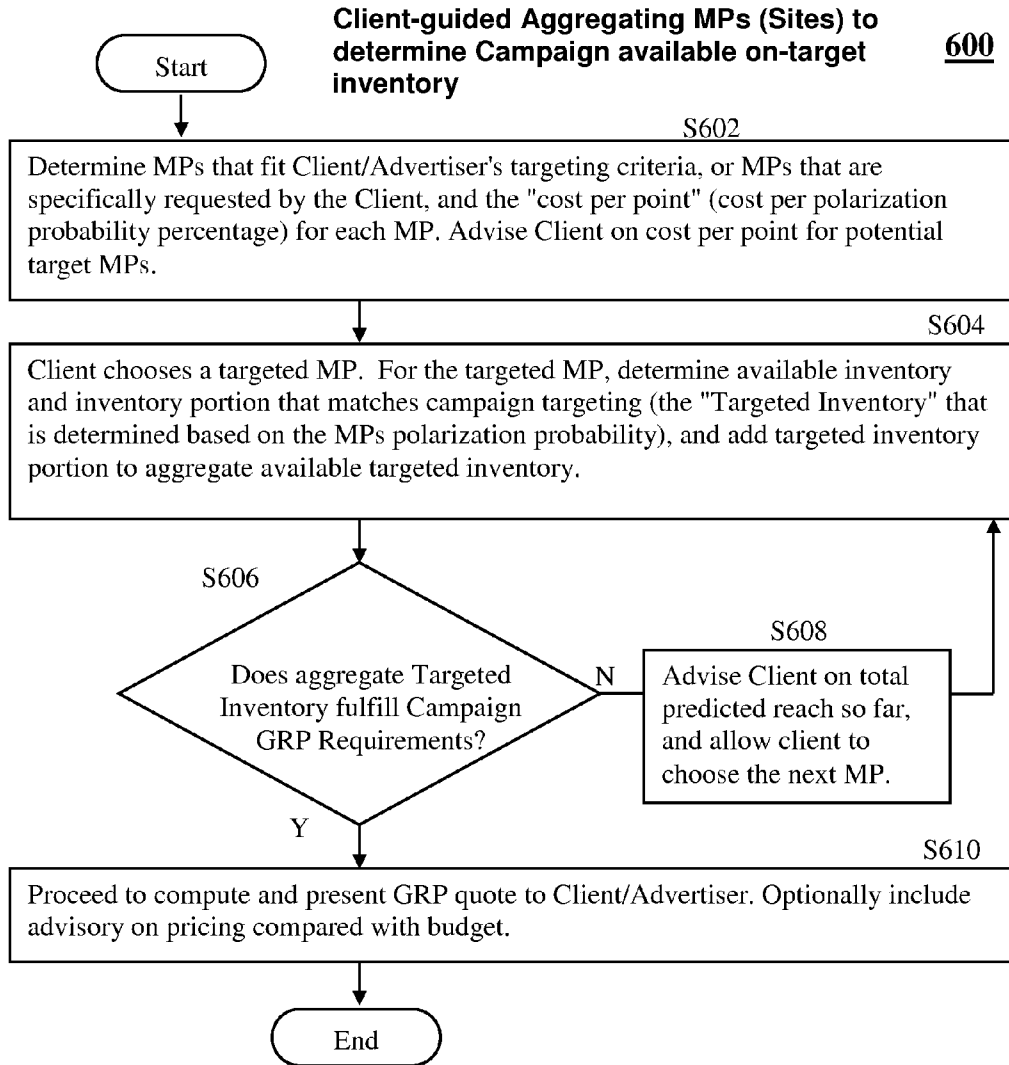 Client-guided Aggregating MPs (Sites) to
determine Campaign available on-target
inventory
600
Start
S602
Determine MPs that fit Client/Advertiser's targeting criteria, or MPs that are
specifically requested by the Client, and the "cost per point" (cost per polarization
probability percentage) for each MP. Advise Client on cost per point for potential
target MPs.
S604
Client chooses a targeted MP. For the targeted MP, determine available inventory
and inventory portion that matches campaign targeting (the "Targeted Inventory" that
is determined based on the MPs polarization probability), and add targeted inventory
portion to aggregate available targeted inventory.
S606
Does aggregate Targeted
Inventory fulfill Campaign
GRP Requirements?
N
S608
Advise Client on total
predicted reach so far,
and allow client to
choose the next MP.
Y
S610
Proceed to compute and present GRP quote to Client/Advertiser. Optionally include
advisory on pricing compared with budget.
End